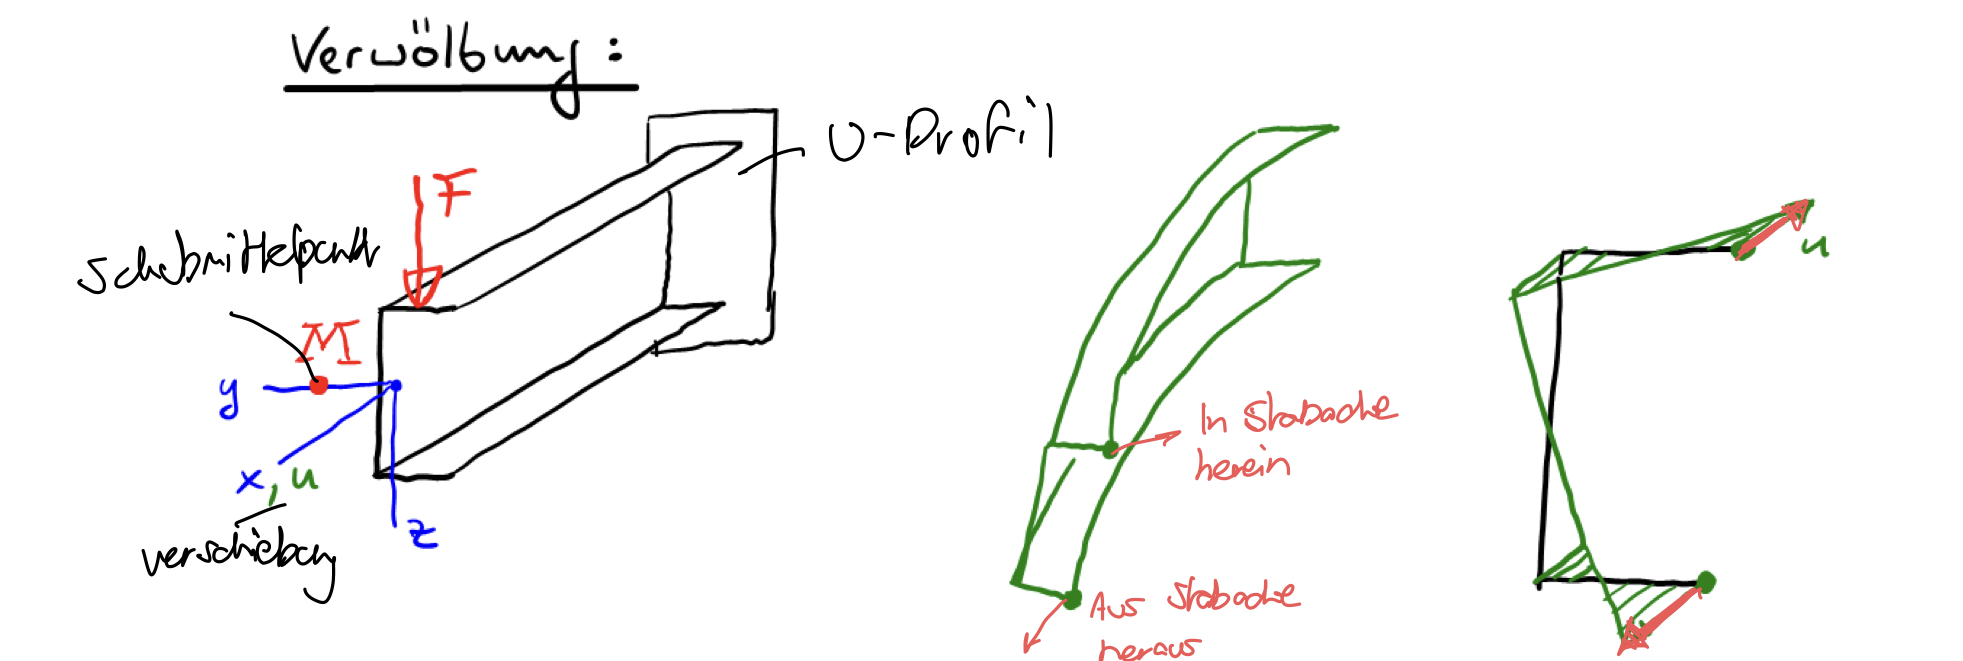 Verwölbung:
U-Profil
F
Schubmittelpunkt
M
y
x, u
z
Verschiebung
In Stabachse
herein
Aus Stabachse
heraus
u